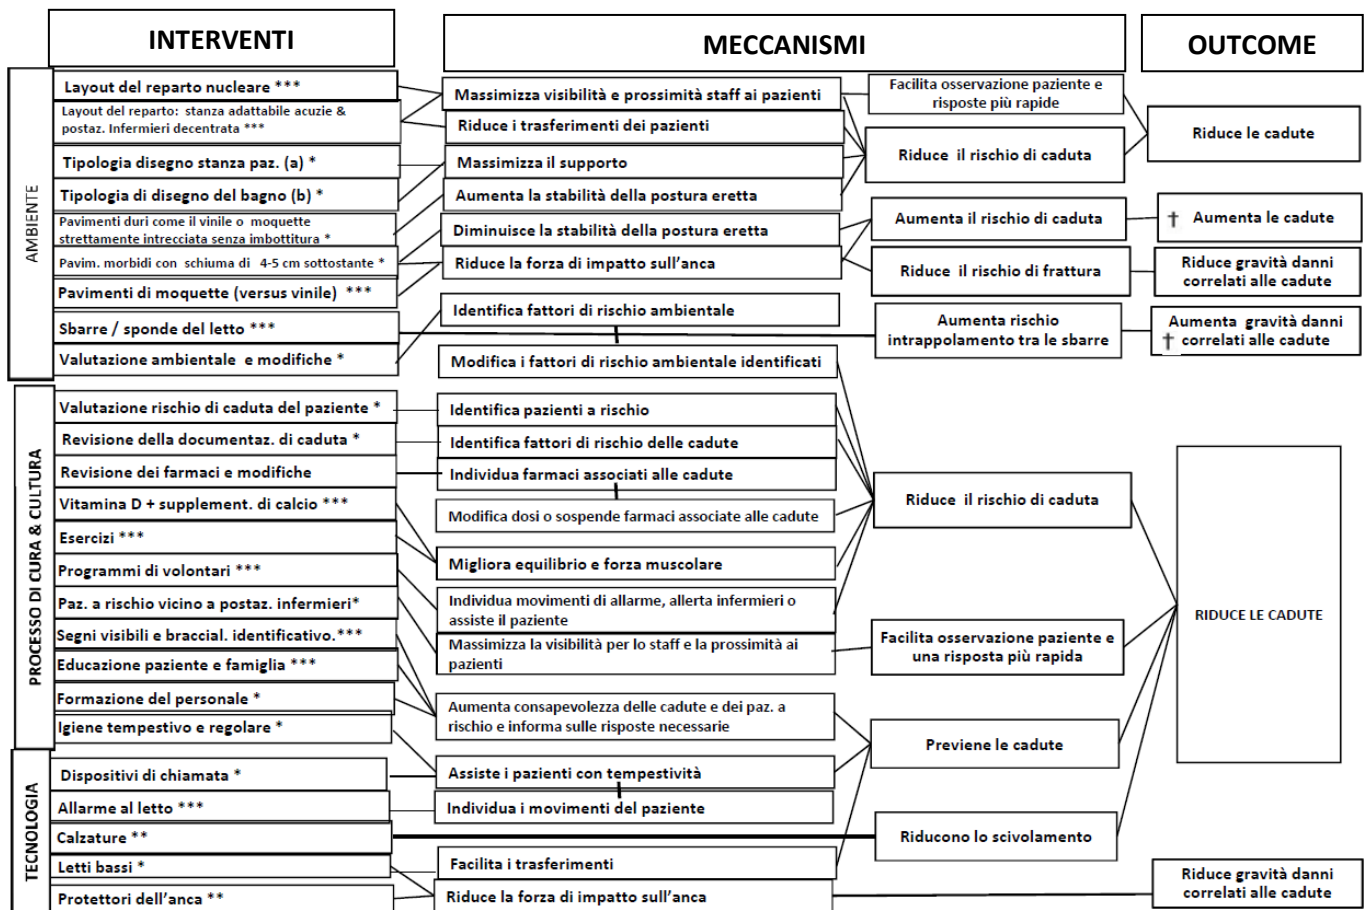 INTERVENTI
MECCANISMI
OUTCOME
AMBIENTE
Layout del reparto nucleare ***
Layout del reparto: stanza adattabile acuzie &
postaz. Infermieri decentrata ***
Tipologia disegno stanza paz. (a) *
Tipologia di disegno del bagno (b) *
Pavimenti duri come il vinile o moquette
strettamente intrecciata senza imbottitura *
Pavim. morbidi con schiuma di 4-5 cm sottostante *
Pavimenti di moquette (versus vinile) ***
Sbarre / sponde del letto ***
Valutazione ambientale e modifiche *
PROCESSO DI CURA & CULTURA
Valutazione rischio di caduta del paziente *
Revisione della documentaz. di caduta *
Revisione dei farmaci e modifiche
Vitamina D + supplement. di calcio ***
Esercizi ***
Programmi di volontari ***
Paz. a rischio vicino a postaz. infermieri*
Segni visibili e braccial. identificativo.***
Educazione paziente e famiglia ***
Formazione del personale *
Igiene tempestivo e regolare *
TECNOLOGIA
Dispositivi di chiamata *
Allarme al letto ***
Calzature **
Letti bassi *
Protettori dell'anca **
Massimizza visibilità e prossimità staff ai pazienti
Riduce i trasferimenti dei pazienti
Massimizza il supporto
Aumenta la stabilità della postura eretta
Diminuisce la stabilità della postura eretta
Riduce la forza di impatto sull'anca
Identifica fattori di rischio ambientale
Modifica i fattori di rischio ambientale identificati
Identifica pazienti a rischio
Identifica fattori di rischio delle cadute
Individua farmaci associati alle cadute
Modifica dosi o sospende farmaci associate alle cadute
Migliora equilibrio e forza muscolare
Individua movimenti di allarme, allerta infermieri o
assiste il paziente
Massimizza la visibilità per lo staff e la prossimità ai
pazienti
Aumenta consapevolezza delle cadute e dei paz. a
rischio e informa sulle risposte necessarie
Assiste i pazienti con tempestività
Individua i movimenti del paziente
Facilita i trasferimenti
Riduce la forza di impatto sull'anca
Facilita osservazione paziente e
risposte più rapide
Riduce il rischio di caduta
Aumenta il rischio di caduta
Riduce il rischio di frattura
Aumenta rischio
intrappolamento tra le sbarre
Riduce il rischio di caduta
Facilita osservazione paziente e
una risposta più rapida
Previene le cadute
Riducono lo scivolamento
Riduce le cadute
† Aumenta le cadute
Riduce gravità danni
correlati alle cadute
Aumenta gravità danni
† correlati alle cadute
RIDUCE LE CADUTE
Riduce gravità danni
correlati alle cadute